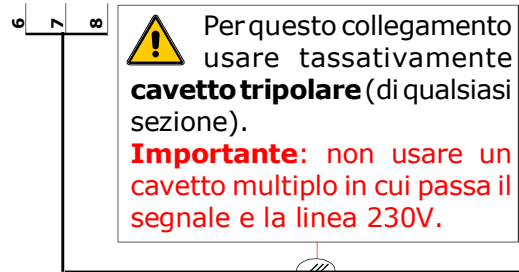 6 7 8
Per questo collegamento
usare tassativamente
cavetto tripolare (di qualsiasi
sezione).
Importante: non usare un
cavetto multiplo in cui passa il
segnale e la linea 230V.